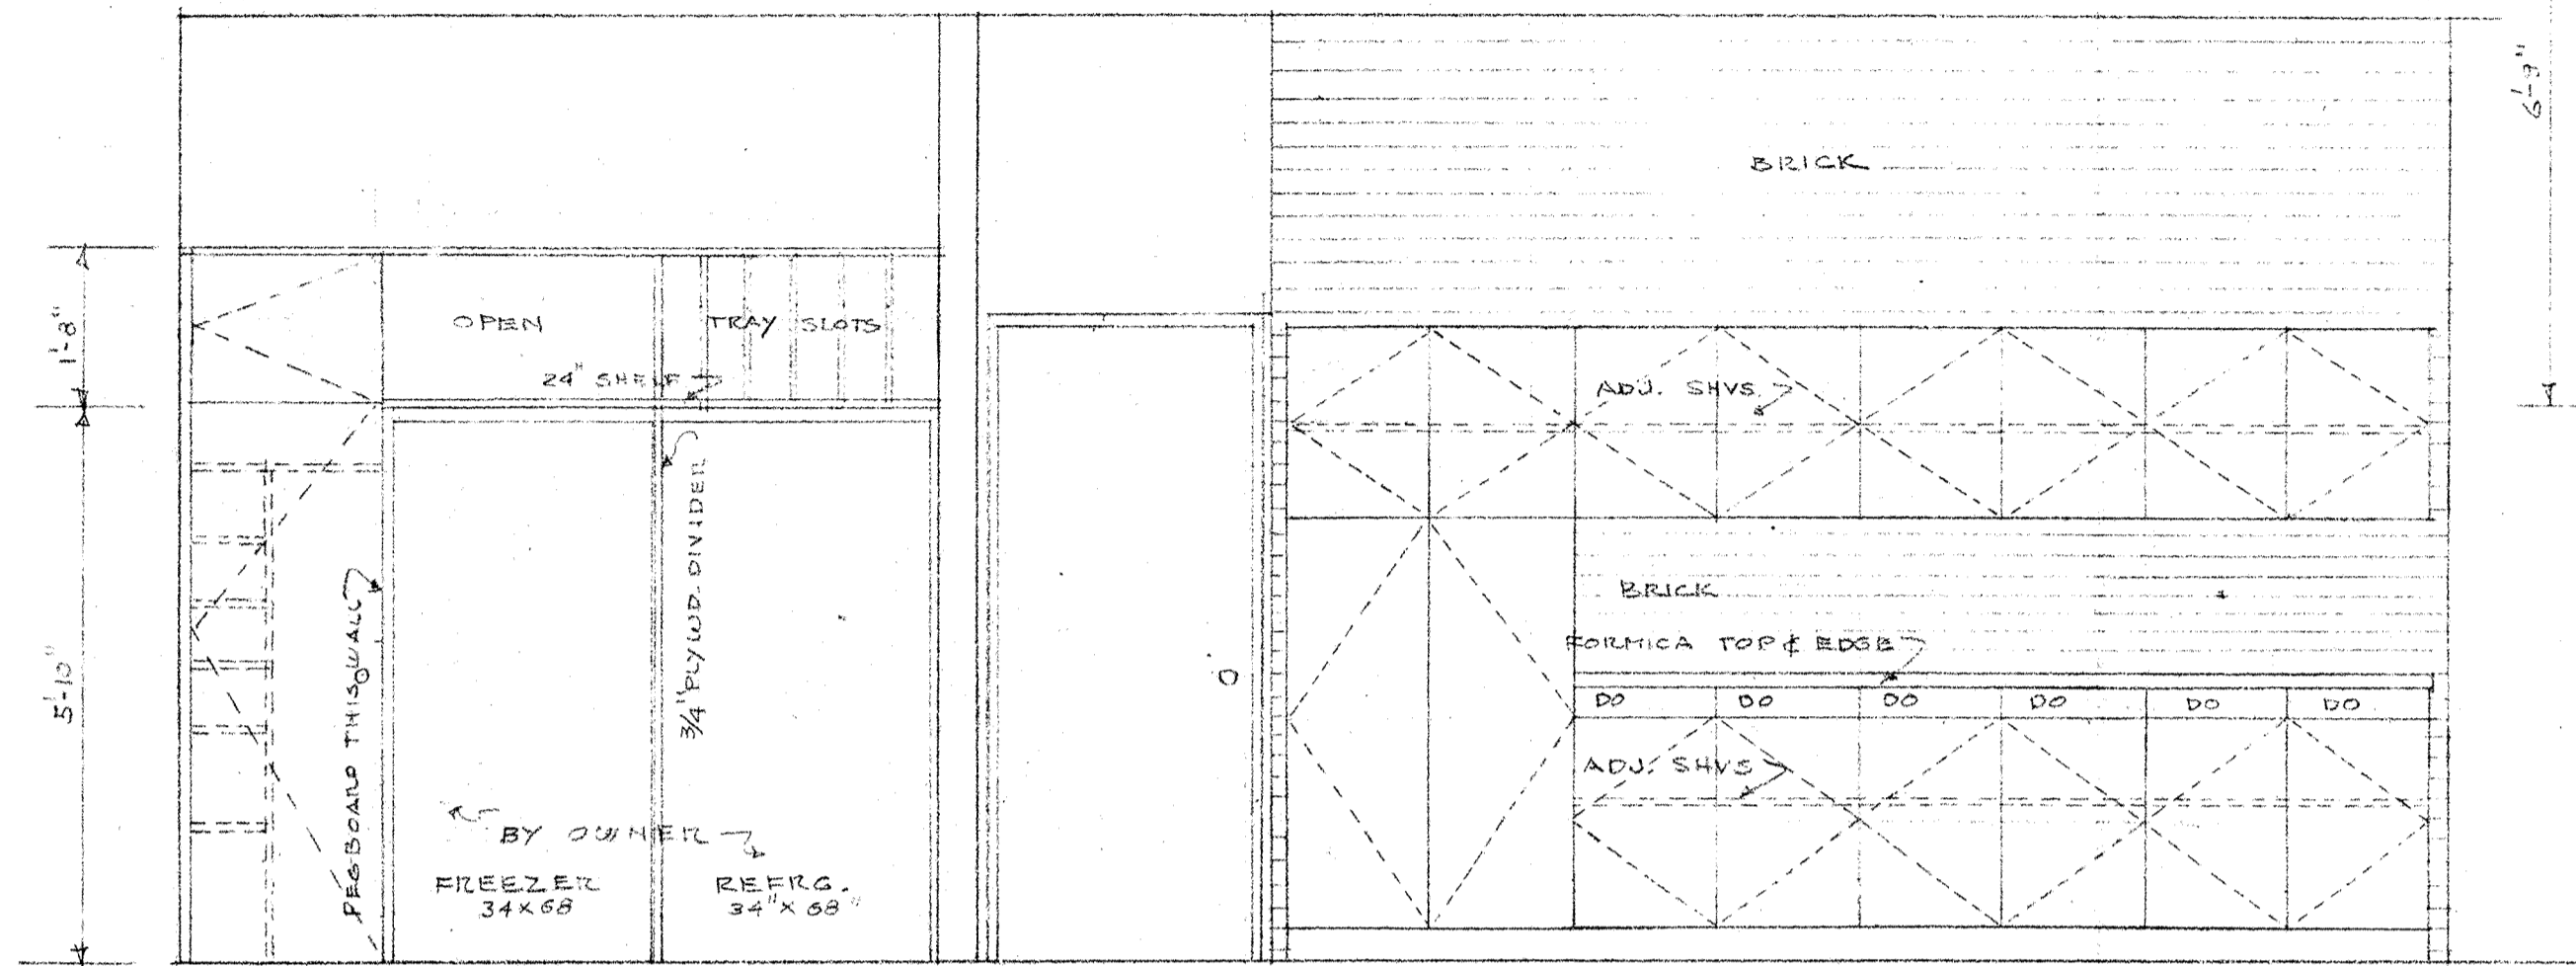 BRICK
6'-9"
1'-8"
OPEN
TRAY SLOTS
24" SHELF
ADJ. SHVS.
3/4" PLYWD. DIVIDER
PEGBOARD THIS WALL
5'-10"
BRICK
FORMICA TOP & EDGE
DO DO DO DO DO DO
ADJ. SHVS
BY OWNER
FREEZER
34X68
REFRG.
34"X 68"